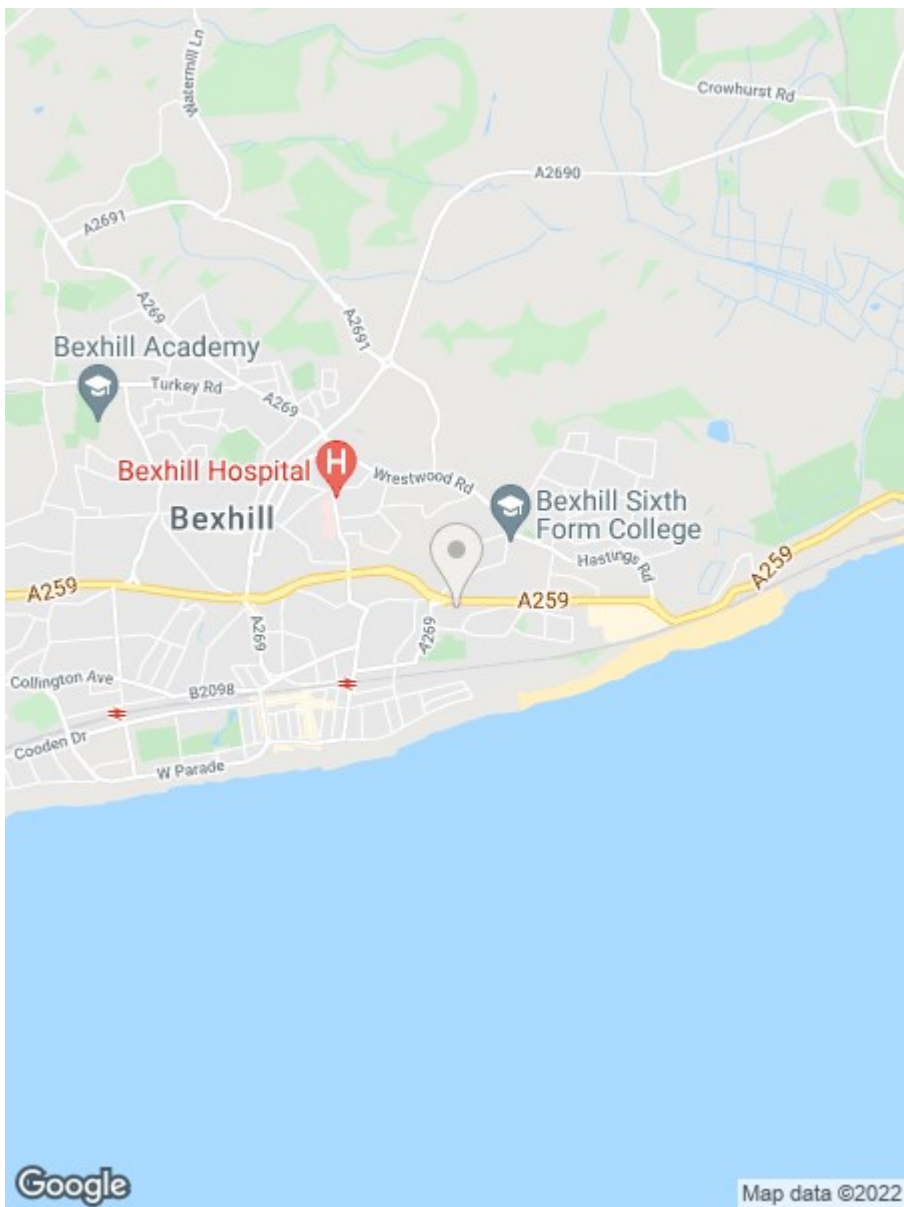 Watermill Ln
Crowhurst Rd
A2690
A2691
A269
A2691
Bexhill Academy
Turkey Rd
A269
Bexhill Hospital
H
Wrestwood Rd
Bexhill
Bexhill Sixth
Form College
Hastings Rd
A259
A259
A259
A269
A269
Collington Ave
B2098
Cooden Dr
W Parade
Google
Map data ©2022